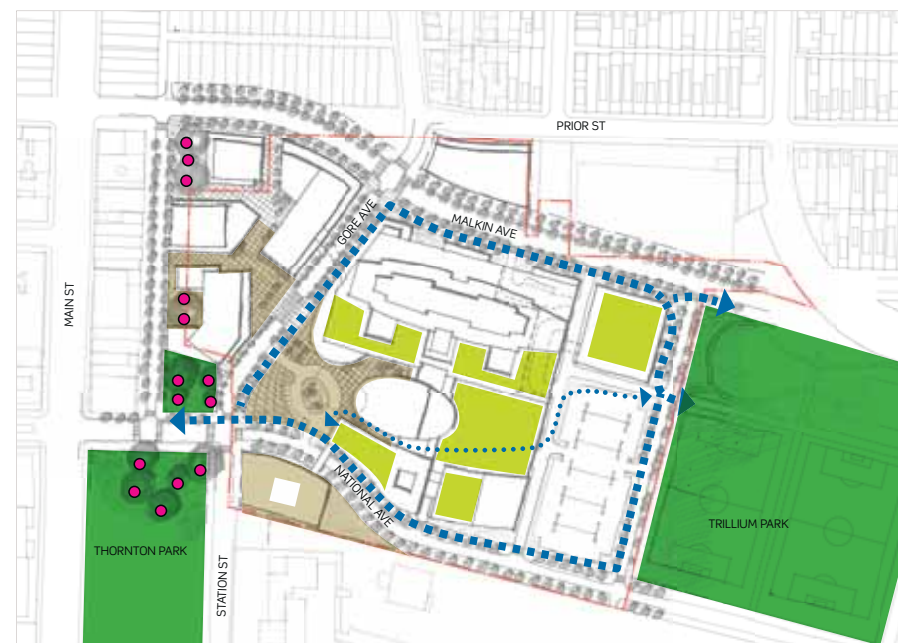 PRIOR ST
GORE AVE
MALKIN AVE
MAIN ST
NATIONAL AVE
TRILLIUM PARK
THORNTON PARK
STATION ST